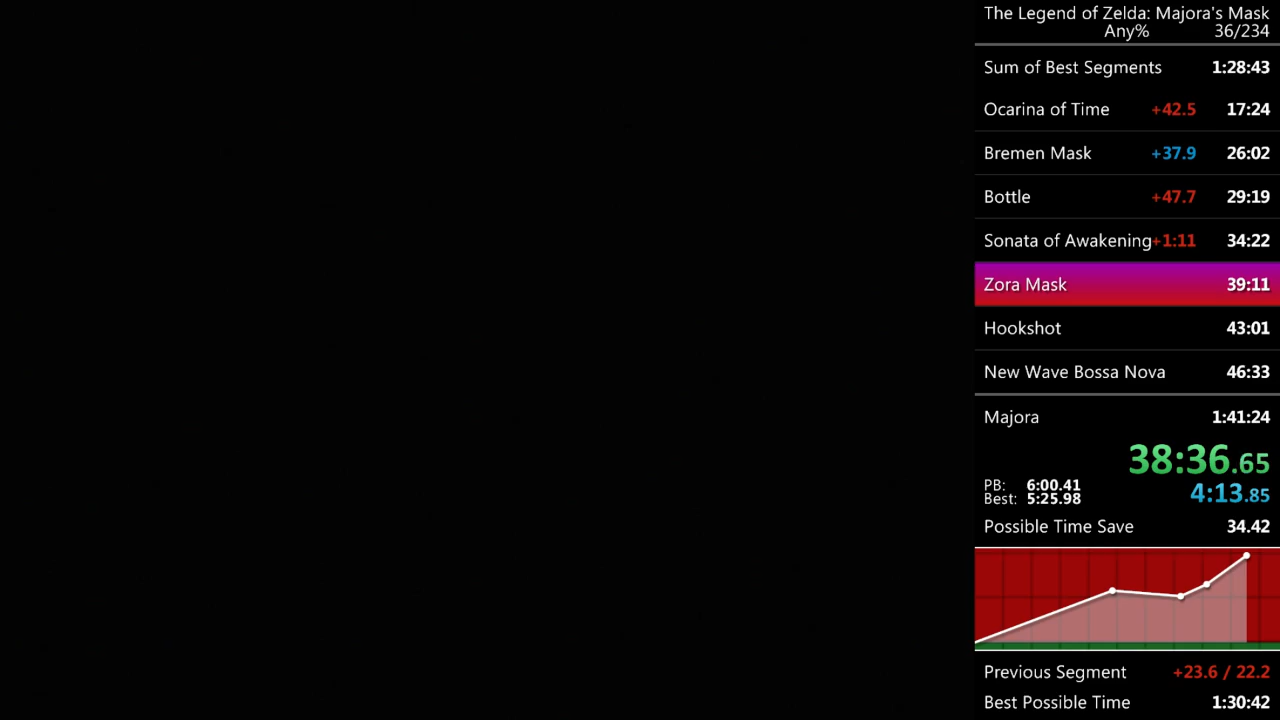 The Legend of Zelda: Majora's Mask
Any% 36/234
Sum of Best Segments 1:28:43
Ocarina of Time +42.5 17:24
Bremen Mask +37.9 26:02
Bottle +47.7 29:19
Sonata of Awakening +1:11 34:22
Zora Mask 39:11
Hookshot 43:01
New Wave Bossa Nova 46:33
Majora 1:41:24
38:36.65
PB: 6:00.41
Best: 5:25.98
4:13.85
Possible Time Save 34.42
Previous Segment +23.6 / 22.2
Best Possible Time 1:30:42